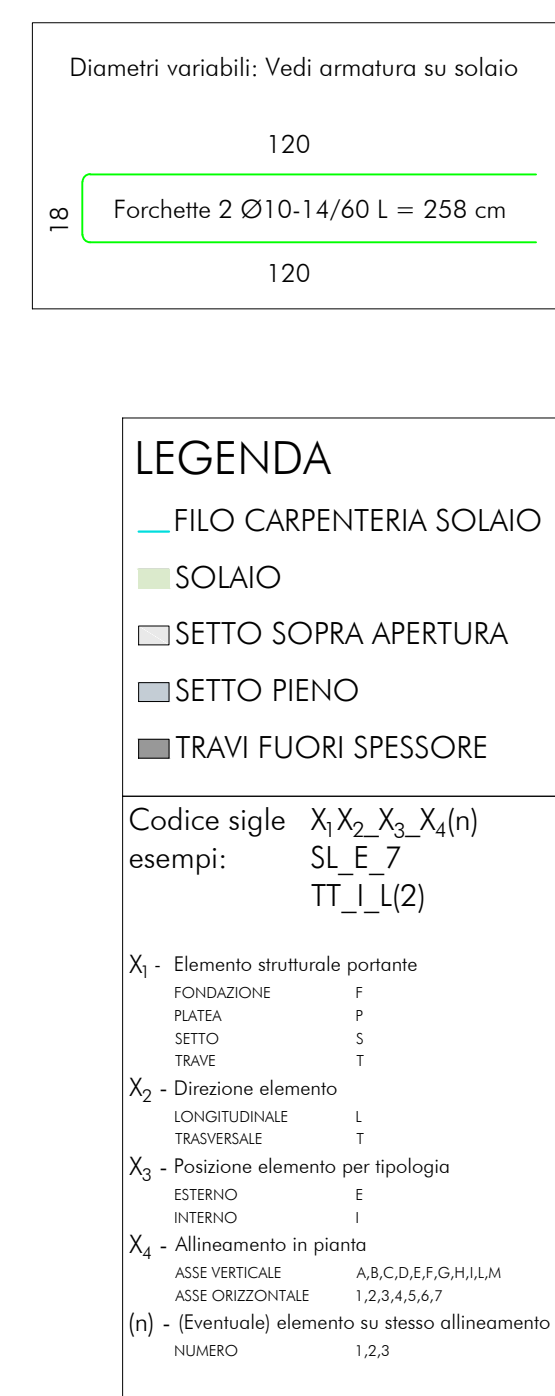 Diametri variabili: Vedi armatura su solaio
120
18
Forchette 2 Ø10-14/60 L = 258 cm
120
LEGENDA
FILO CARPENTERIA SOLAIO
SOLAIO
SETTO SOPRA APERTURA
SETTO PIENO
TRAVI FUORI SPESSORE
Codice sigle X₁X₂_X₃_X₄(n)
esempi: SL_E_7
TT_I_L(2)
X₁ - Elemento strutturale portante
FONDAZIONE F
PLATEA P
SETTO S
TRAVE T
X₂ - Direzione elemento
LONGITUDINALE L
TRASVERSALE T
X₃ - Posizione elemento per tipologia
ESTERNO E
INTERNO I
X₄ - Allineamento in pianta
ASSE VERTICALE A,B,C,D,E,F,G,H,I,L,M
ASSE ORIZZONTALE 1,2,3,4,5,6,7
(n) - (Eventuale) elemento su stesso allineamento
NUMERO 1,2,3